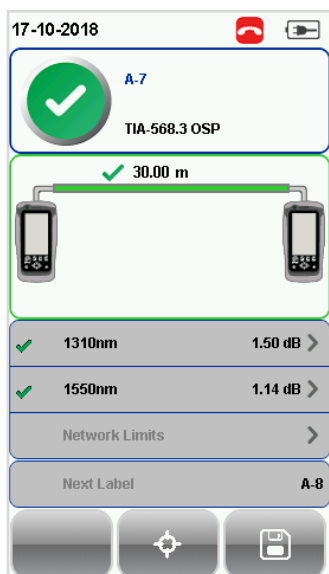 17-10-2018
A-7
TIA-568.3 OSP
30.00 m
1310nm 1.50 dB
1550nm 1.14 dB
Network Limits
Next Label A-8